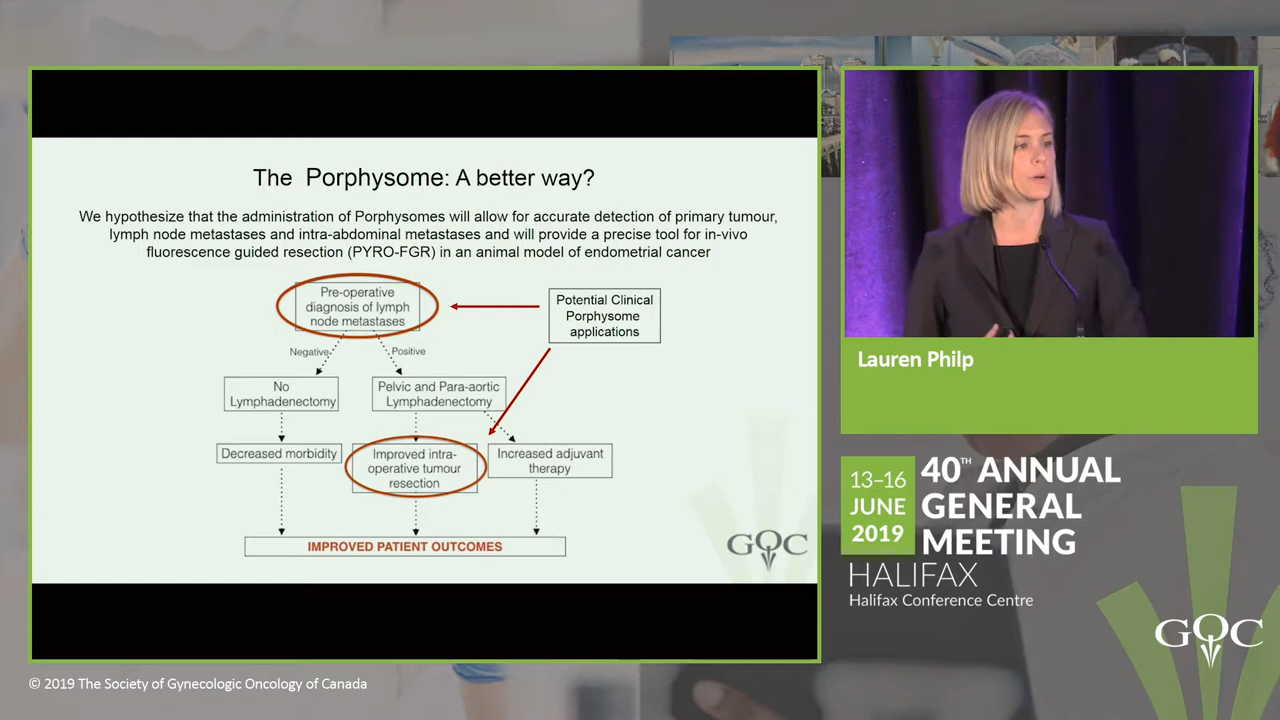 The Porphysome: A better way?
We hypothesize that the administration of Porphysomes will allow for accurate detection of primary tumour,
lymph node metastases and intra-abdominal metastases and will provide a precise tool for in-vivo
fluorescence guided resection (PYRO-FGR) in an animal model of endometrial cancer
Pre-operative
diagnosis of lymph
node metastases
Potential Clinical
Porphysome
applications
Negative
Positive
No
Lymphadenectomy
Pelvic and Para-aortic
Lymphadenectomy
Decreased morbidity
Improved intra-
operative tumour
resection
Increased adjuvant
therapy
IMPROVED PATIENT OUTCOMES
GOC
Lauren Philp
13–16
JUNE
2019
40TH ANNUAL
GENERAL
MEETING
HALIFAX
Halifax Conference Centre
GOC
© 2019 The Society of Gynecologic Oncology of Canada